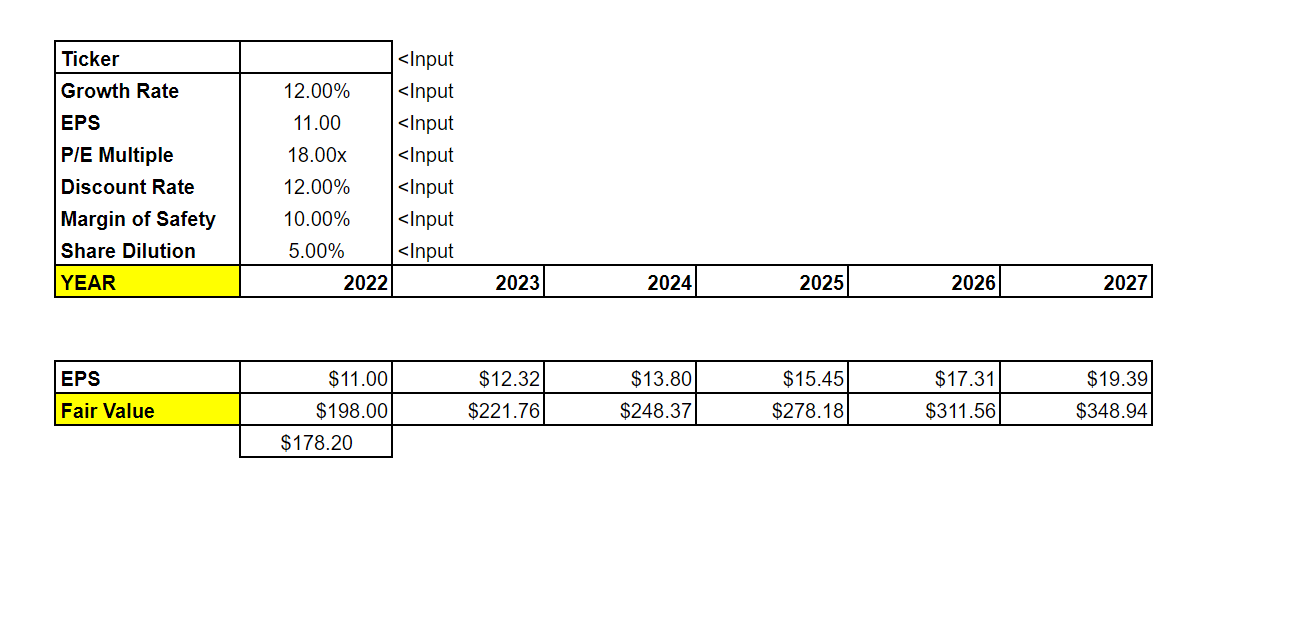 Ticker <Input
Growth Rate 12.00% <Input
EPS 11.00 <Input
P/E Multiple 18.00x <Input
Discount Rate 12.00% <Input
Margin of Safety 10.00% <Input
Share Dilution 5.00% <Input
YEAR 2022 2023 2024 2025 2026 2027
EPS $11.00 $12.32 $13.80 $15.45 $17.31 $19.39
Fair Value $198.00 $221.76 $248.37 $278.18 $311.56 $348.94
$178.20